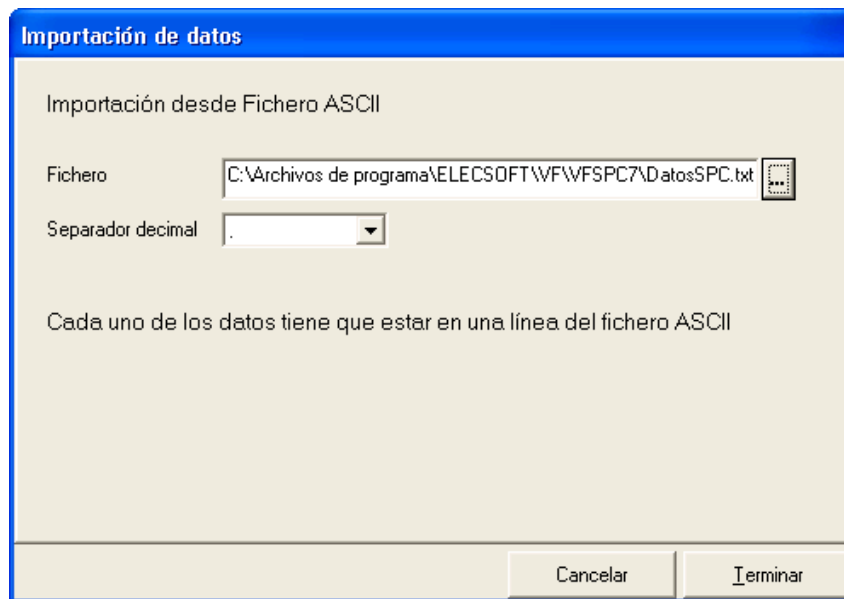 Importación de datos
Importación desde Fichero ASCII
Fichero C:\Archivos de programa\ELECSOFT\VF\VFSPC7\DatosSPC.txt ...
Separador decimal .
Cada uno de los datos tiene que estar en una línea del fichero ASCII
Cancelar Terminar